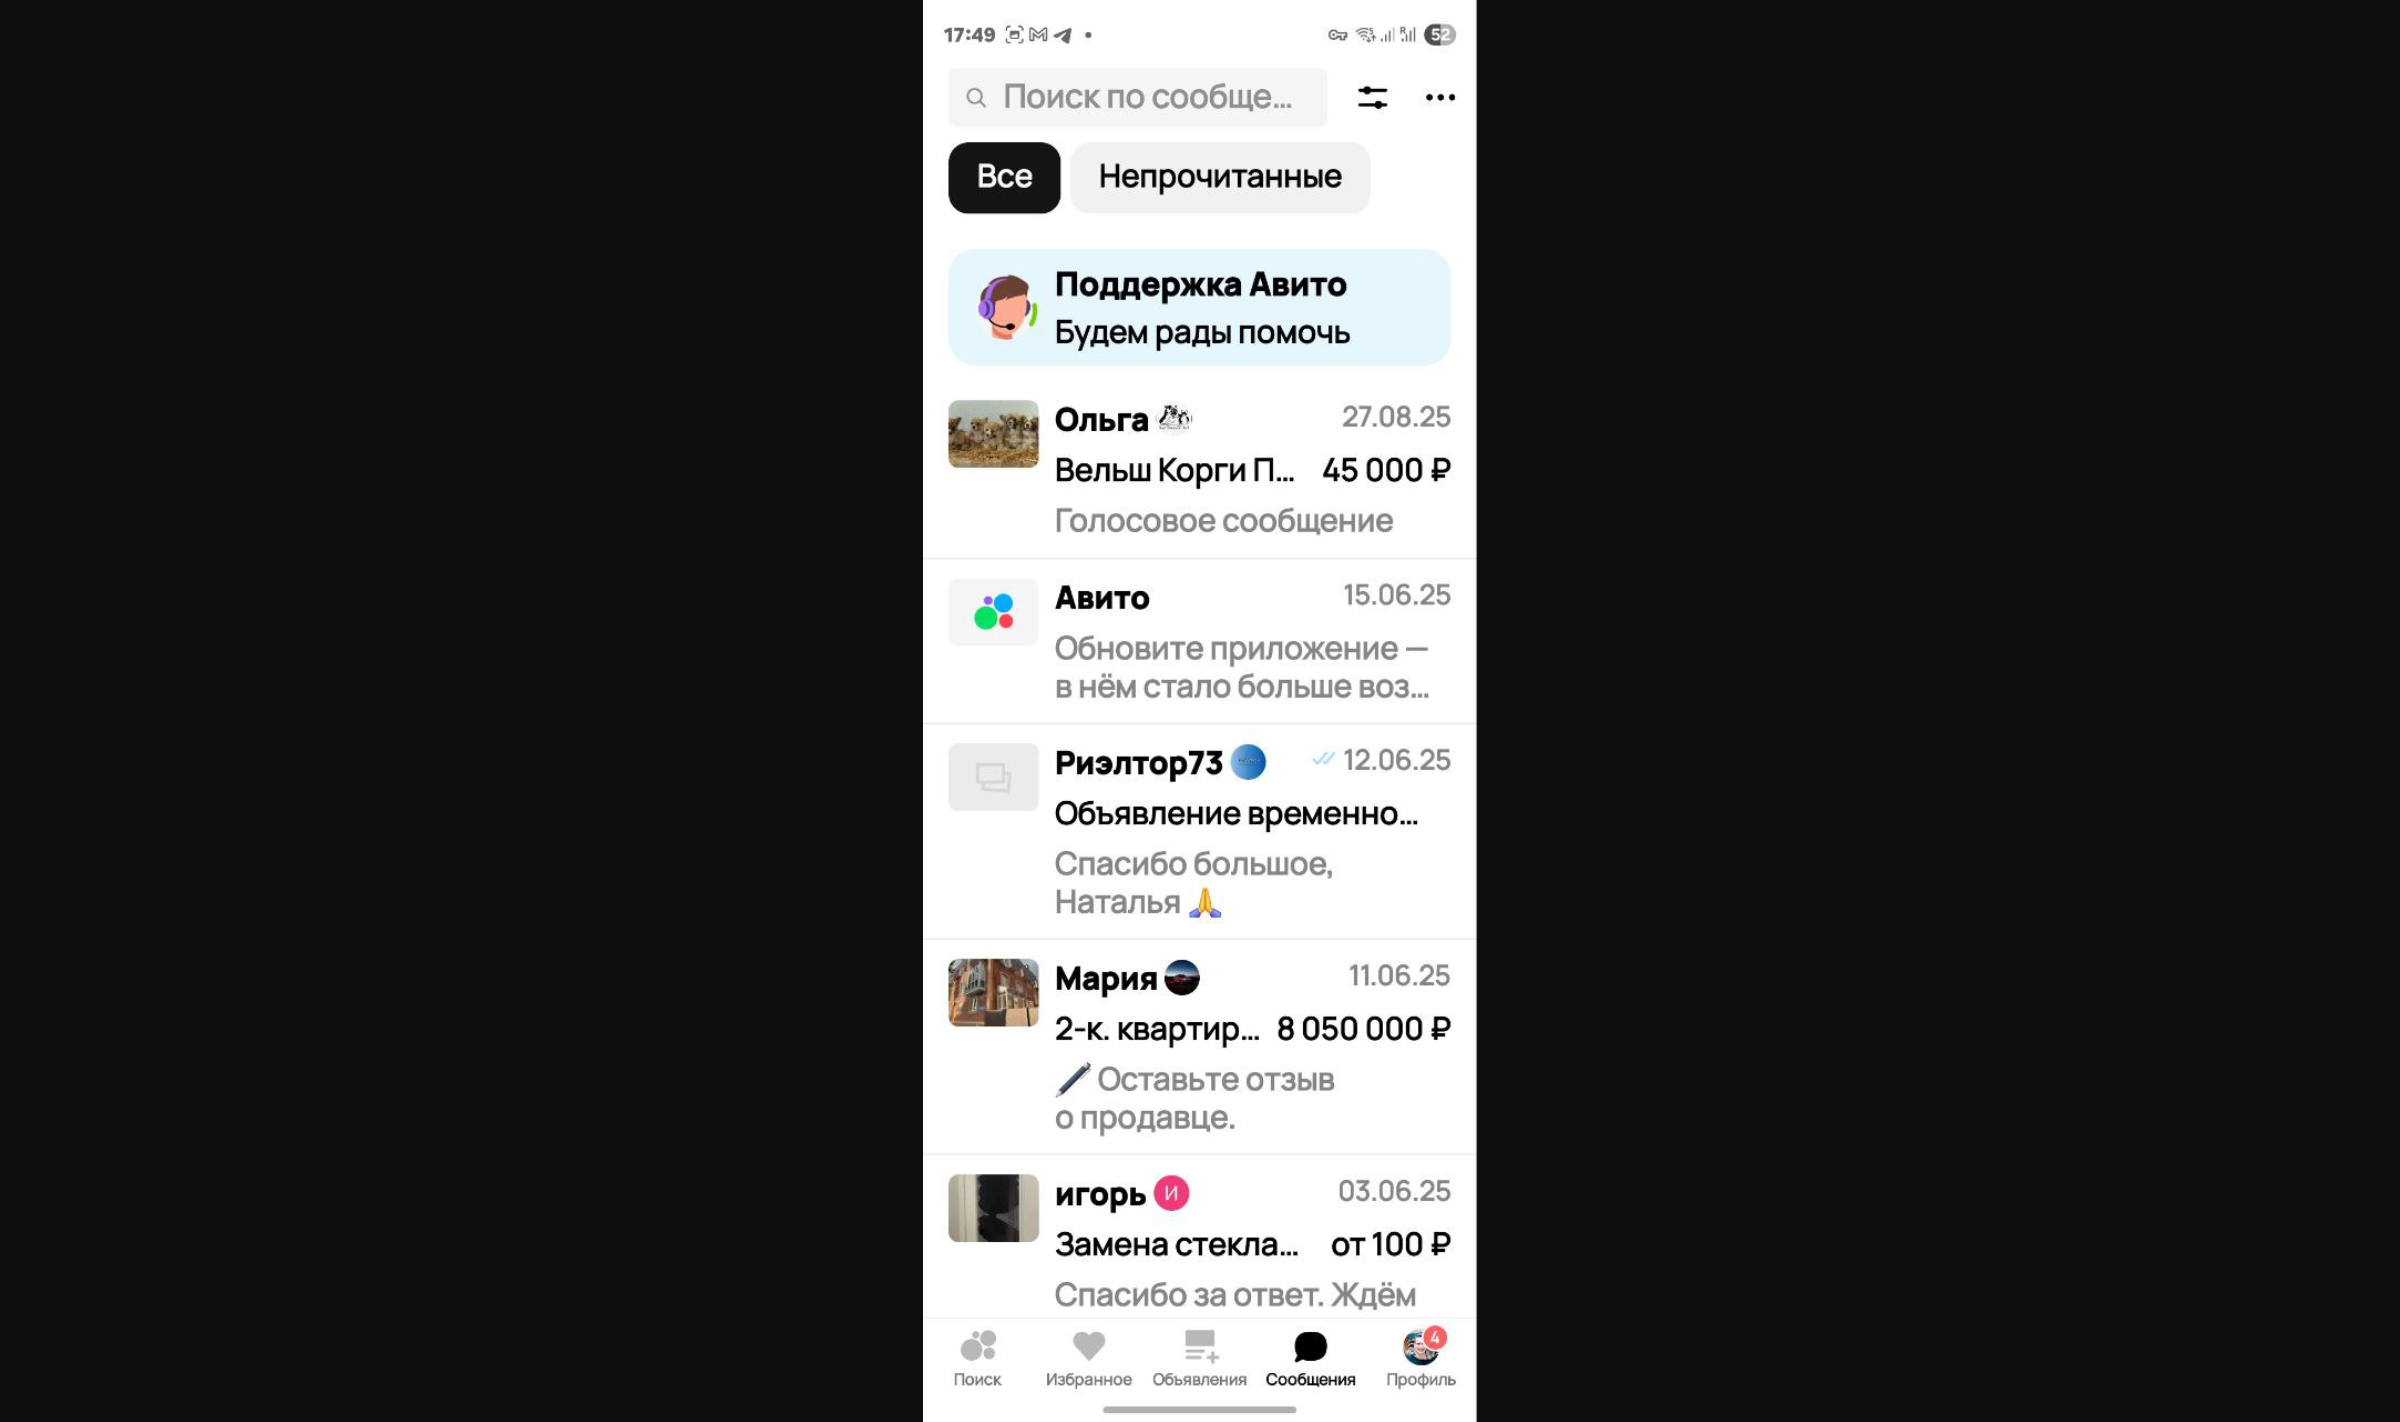 17:49
52
Поиск по сообще...
Все
Непрочитанные
Поддержка Авито
Будем рады помочь
Ольга
27.08.25
Вельш Корги П...
45 000 ₽
Голосовое сообщение
Авито
15.06.25
Обновите приложение —
в нём стало больше воз...
Риэлтор73
12.06.25
Объявление временно...
Спасибо большое,
Наталья 🙏
Мария
11.06.25
2-к. квартир...
8 050 000 ₽
🖊️ Оставьте отзыв
о продавце.
игорь
И
03.06.25
Замена стекла...
от 100 ₽
Спасибо за ответ. Ждём
4
Поиск
Избранное
Объявления
Сообщения
Профиль